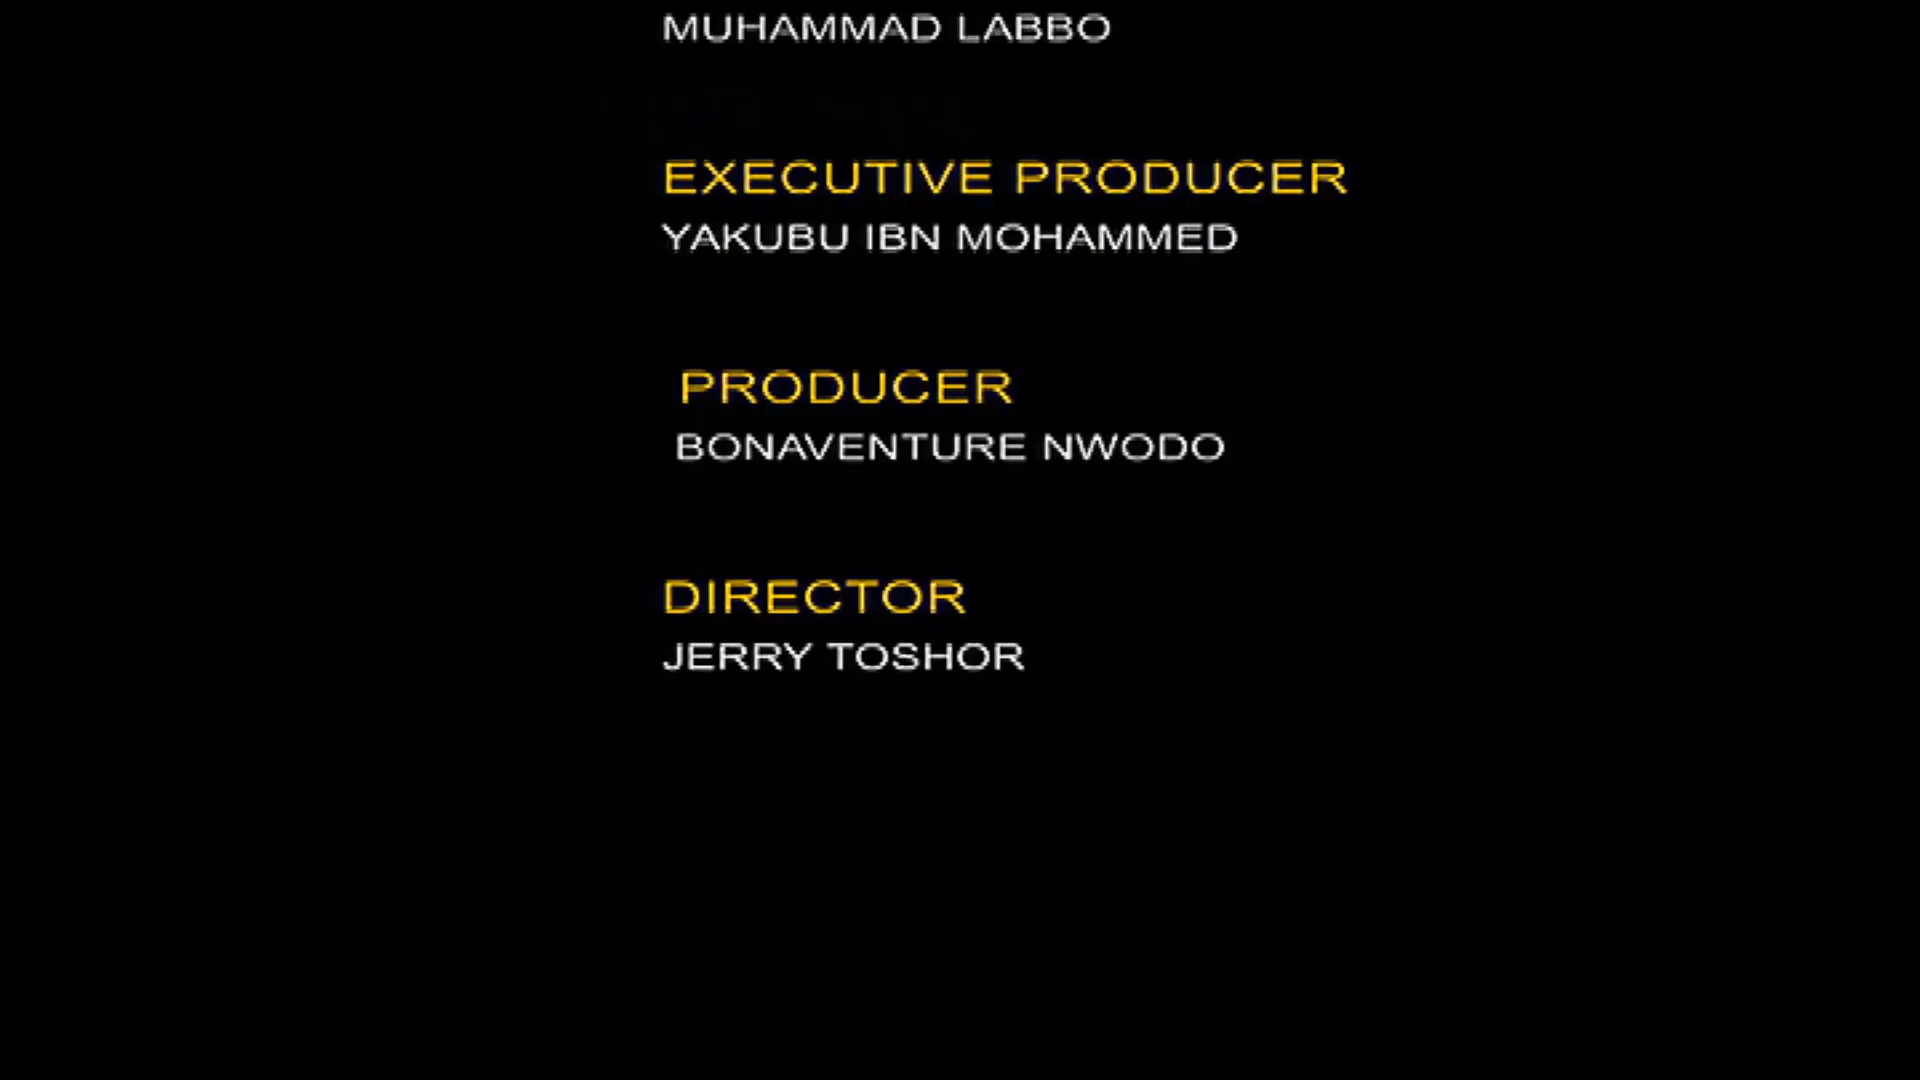 MUHAMMAD LABBO
EXECUTIVE PRODUCER
YAKUBU IBN MOHAMMED
PRODUCER
BONAVENTURE NWODO
DIRECTOR
JERRY TOSHOR